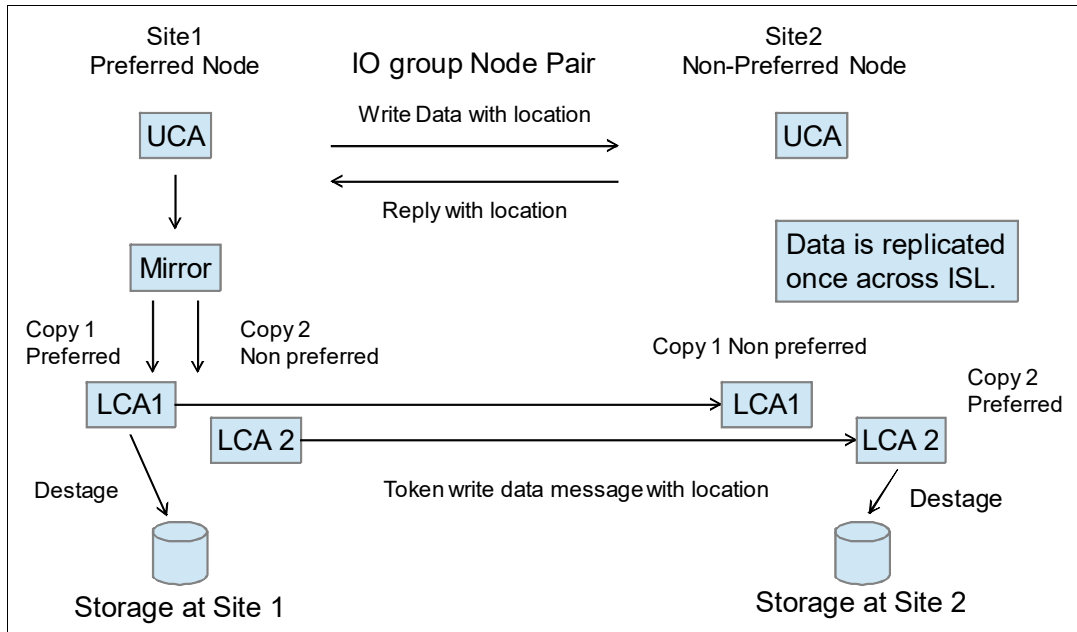 Site1
Preferred Node
IO group Node Pair
Site2
Non-Preferred Node
UCA
Write Data with location
UCA
Reply with location
Mirror
Data is replicated
once across ISL.
Copy 1
Preferred
Copy 2
Non preferred
Copy 1 Non preferred
Copy 2
Preferred
LCA1
LCA1
LCA 2
LCA 2
Destage
Token write data message with location
Destage
Storage at Site 1
Storage at Site 2